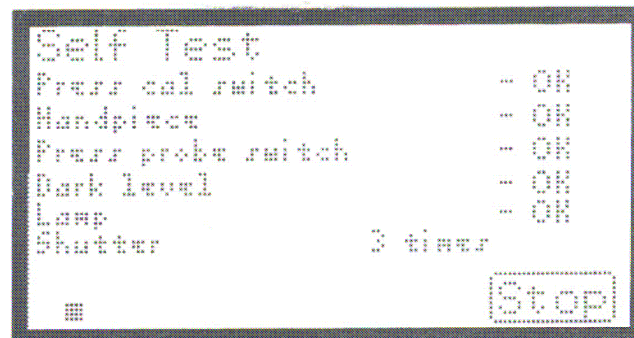 Self Test
Press cal switch - OK
Handpiece - OK
Press probe switch - OK
Dark level - OK
Lamp - OK
Shutter 3 times
Stop